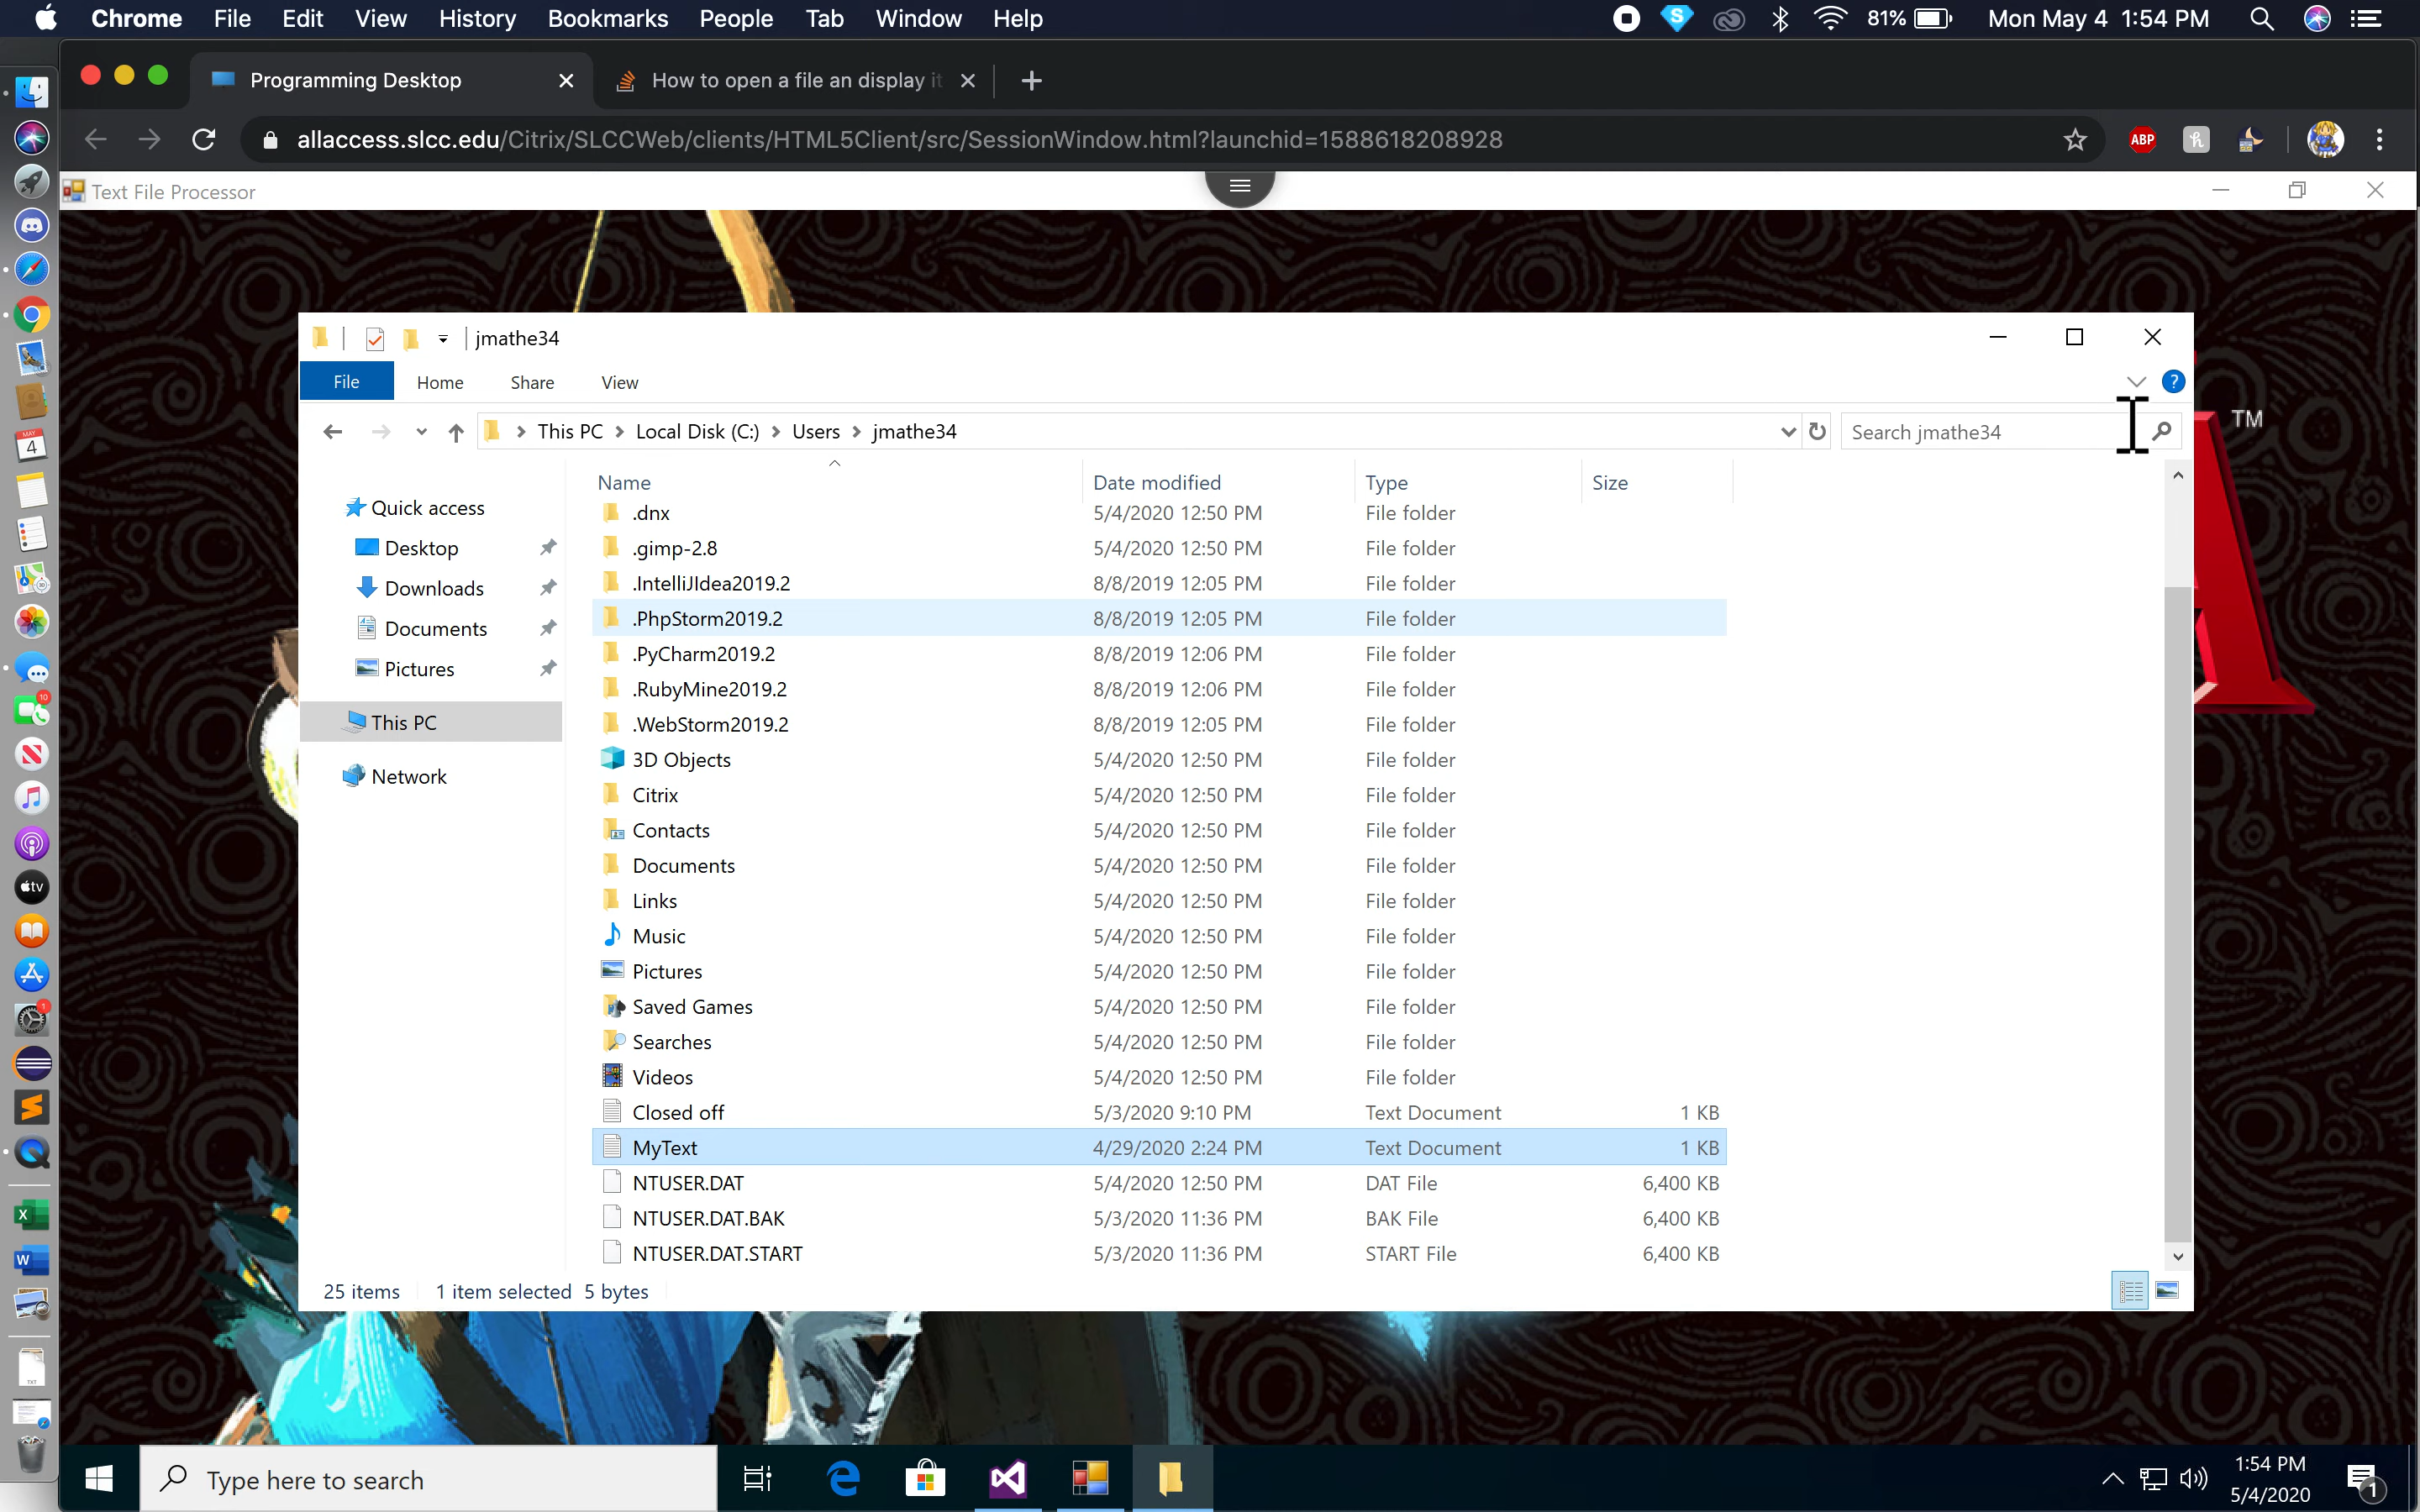 Chrome File Edit View History Bookmarks People Tab Window Help 81% Mon May 4 1:54 PM
Programming Desktop How to open a file an display it
allaccess.slcc.edu/Citrix/SLCCWeb/clients/HTML5Client/src/SessionWindow.html?launchid=1588618208928 ABP
Text File Processor
jmathe34
File Home Share View
This PC Local Disk (C:) Users jmathe34 Search jmathe34
TM
Name Date modified Type Size
Quick access
Desktop
Downloads
Documents
Pictures
This PC
Network
.dnx 5/4/2020 12:50 PM File folder
.gimp-2.8 5/4/2020 12:50 PM File folder
.IntelliJIdea2019.2 8/8/2019 12:05 PM File folder
.PhpStorm2019.2 8/8/2019 12:05 PM File folder
.PyCharm2019.2 8/8/2019 12:06 PM File folder
.RubyMine2019.2 8/8/2019 12:06 PM File folder
.WebStorm2019.2 8/8/2019 12:05 PM File folder
3D Objects 5/4/2020 12:50 PM File folder
Citrix 5/4/2020 12:50 PM File folder
Contacts 5/4/2020 12:50 PM File folder
Documents 5/4/2020 12:50 PM File folder
Links 5/4/2020 12:50 PM File folder
Music 5/4/2020 12:50 PM File folder
Pictures 5/4/2020 12:50 PM File folder
Saved Games 5/4/2020 12:50 PM File folder
Searches 5/4/2020 12:50 PM File folder
Videos 5/4/2020 12:50 PM File folder
Closed off 5/3/2020 9:10 PM Text Document 1 KB
MyText 4/29/2020 2:24 PM Text Document 1 KB
NTUSER.DAT 5/4/2020 12:50 PM DAT File 6,400 KB
NTUSER.DAT.BAK 5/3/2020 11:36 PM BAK File 6,400 KB
NTUSER.DAT.START 5/3/2020 11:36 PM START File 6,400 KB
25 items 1 item selected 5 bytes
MAY
4
10
tv
1
X
W
TXT
Type here to search
1:54 PM
5/4/2020
1